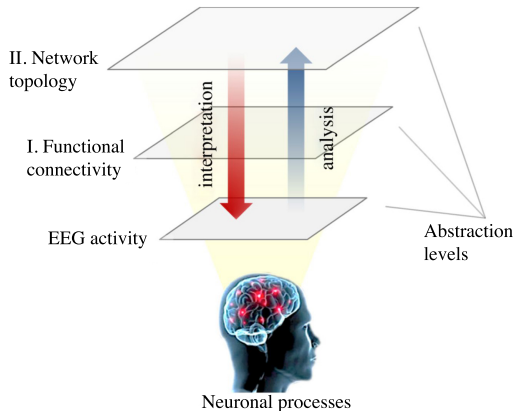 II. Network
topology
interpretation
analysis
I. Functional
connectivity
EEG activity
Abstraction
levels
Neuronal processes